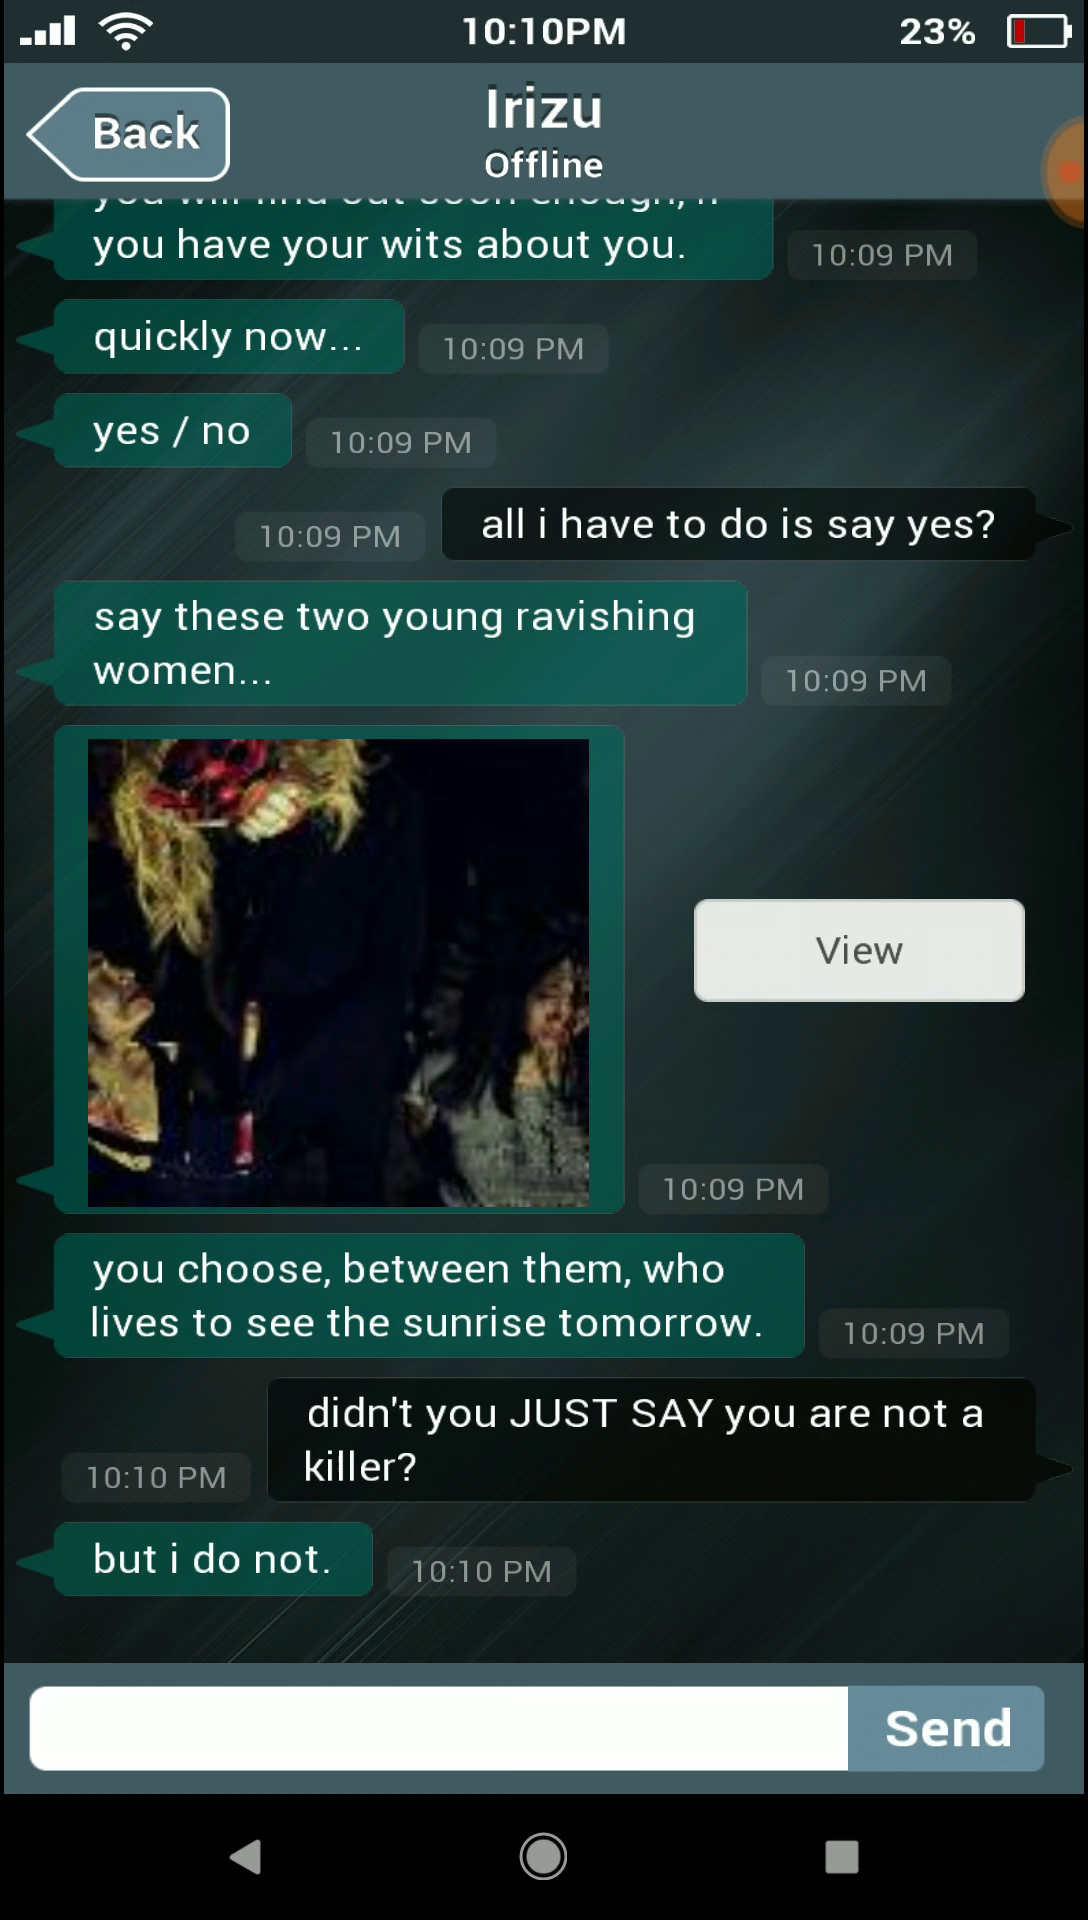 10:10PM
23%
Back
Irizu
Offline
you will find out soon enough, if
you have your wits about you.
10:09 PM
quickly now...
10:09 PM
yes / no
10:09 PM
10:09 PM
all i have to do is say yes?
say these two young ravishing
women...
10:09 PM
View
10:09 PM
you choose, between them, who
lives to see the sunrise tomorrow.
10:09 PM
didn't you JUST SAY you are not a
killer?
10:10 PM
but i do not.
10:10 PM
Send